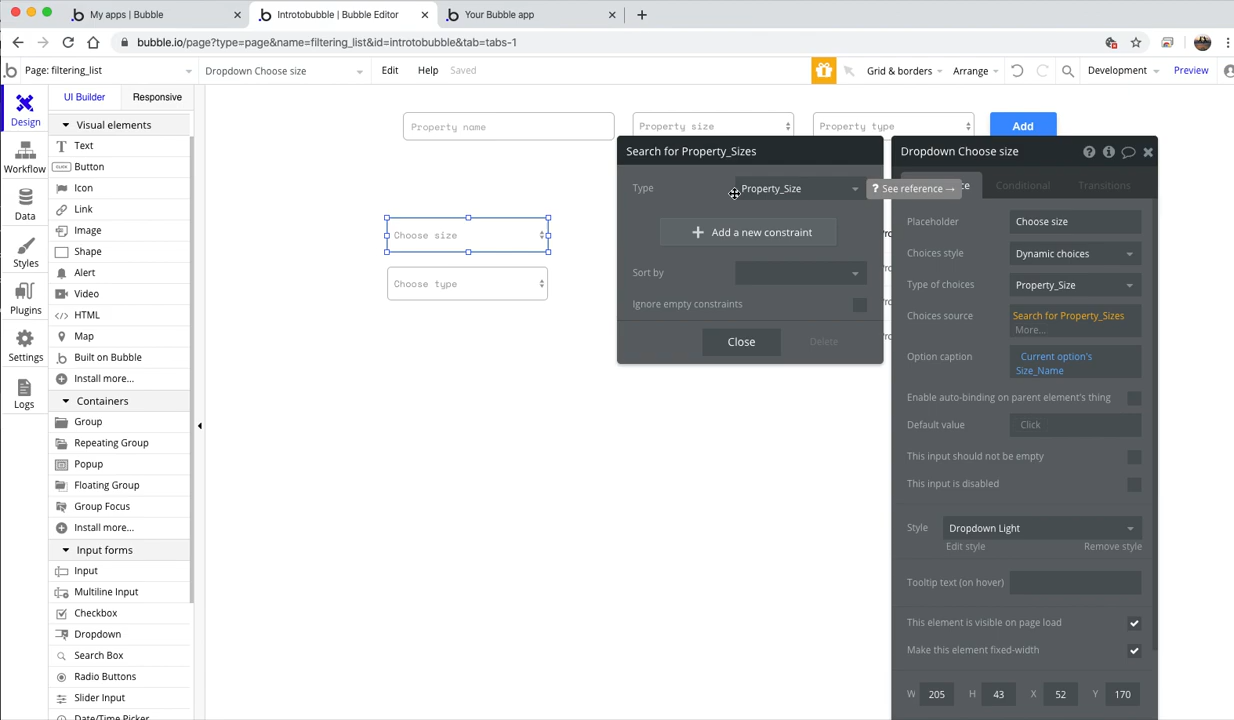 My apps | Bubble
Introtobubble | Bubble Editor
Your Bubble app
bubble.io/page?type=page&name=filtering_list&id=introtobubble&tab=tabs-1
Page: filtering_list
Dropdown Choose size
Edit
Help
Saved
Grid & borders
Arrange
Development
Preview
Design
Workflow
Data
Styles
Plugins
Settings
Logs
UI Builder
Responsive
Visual elements
Text
CLICK Button
Icon
Link
Image
Shape
Alert
Video
HTML
Map
Built on Bubble
Install more...
Containers
Group
Repeating Group
Popup
Floating Group
Group Focus
Install more...
Input forms
Input
Multiline Input
Checkbox
Dropdown
Search Box
Radio Buttons
Slider Input
Date/Time Picker
Property name
Property size
Property type
Add
Choose size
Choose type
Search for Property_Sizes
Type
Property_Size
Add a new constraint
Sort by
Ignore empty constraints
Close
Delete
? See reference →
Dropdown Choose size
Conditional
Transitions
Placeholder
Choose size
Choices style
Dynamic choices
Type of choices
Property_Size
Choices source
Search for Property_Sizes
More...
Option caption
Current option's
Size_Name
Enable auto-binding on parent element's thing
Default value
Click
This input should not be empty
This input is disabled
Style
Dropdown Light
Edit style
Remove style
Tooltip text (on hover)
This element is visible on page load
Make this element fixed-width
W 205 H 43 X 52 Y 170